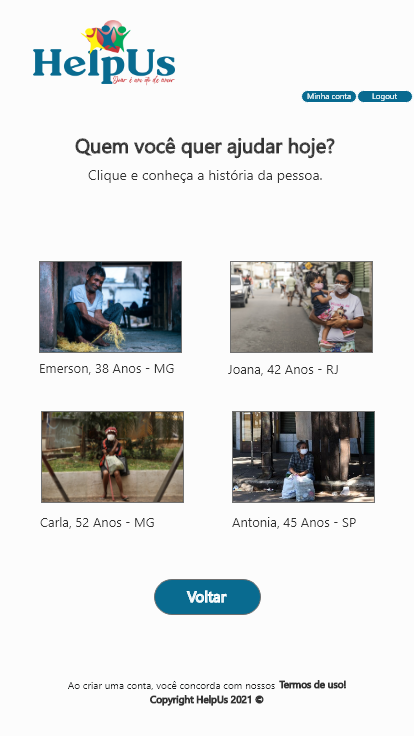 HelpUs
Doar é um ato de amor
Minha conta Logout
Quem você quer ajudar hoje?
Clique e conheça a história da pessoa.
Emerson, 38 Anos - MG
Joana, 42 Anos - RJ
Carla, 52 Anos - MG
Antonia, 45 Anos - SP
Voltar
Ao criar uma conta, você concorda com nossos Termos de uso!
Copyright HelpUs 2021 ©